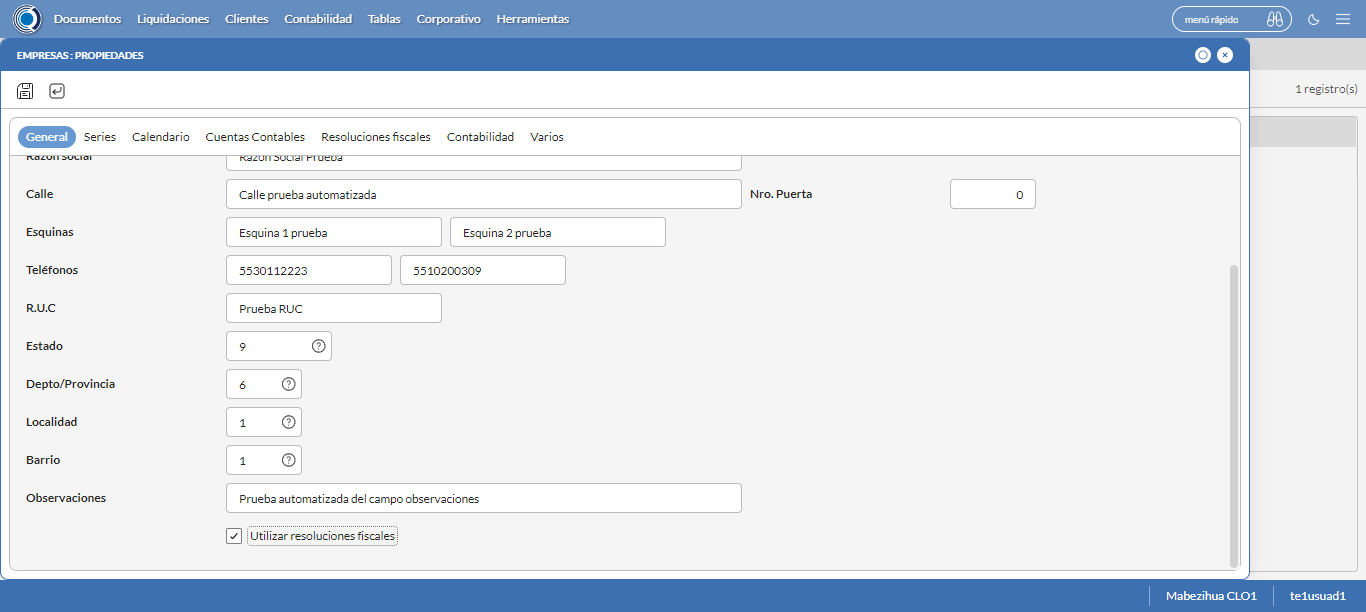 Documentos Liquidaciones Clientes Contabilidad Tablas Corporativo Herramientas menú rápido
EMPRESAS : PROPIEDADES
1 registro(s)
General Series Calendario Cuentas Contables Resoluciones fiscales Contabilidad Varios
Razón social Razón Social Prueba
Calle Calle prueba automatizada Nro. Puerta 0
Esquinas Esquina 1 prueba Esquina 2 prueba
Teléfonos 5530112223 5510200309
R.U.C Prueba RUC
Estado 9
Depto/Provincia 6
Localidad 1
Barrio 1
Observaciones Prueba automatizada del campo observaciones
Utilizar resoluciones fiscales
Mabezihua CLO1 te1usuad1